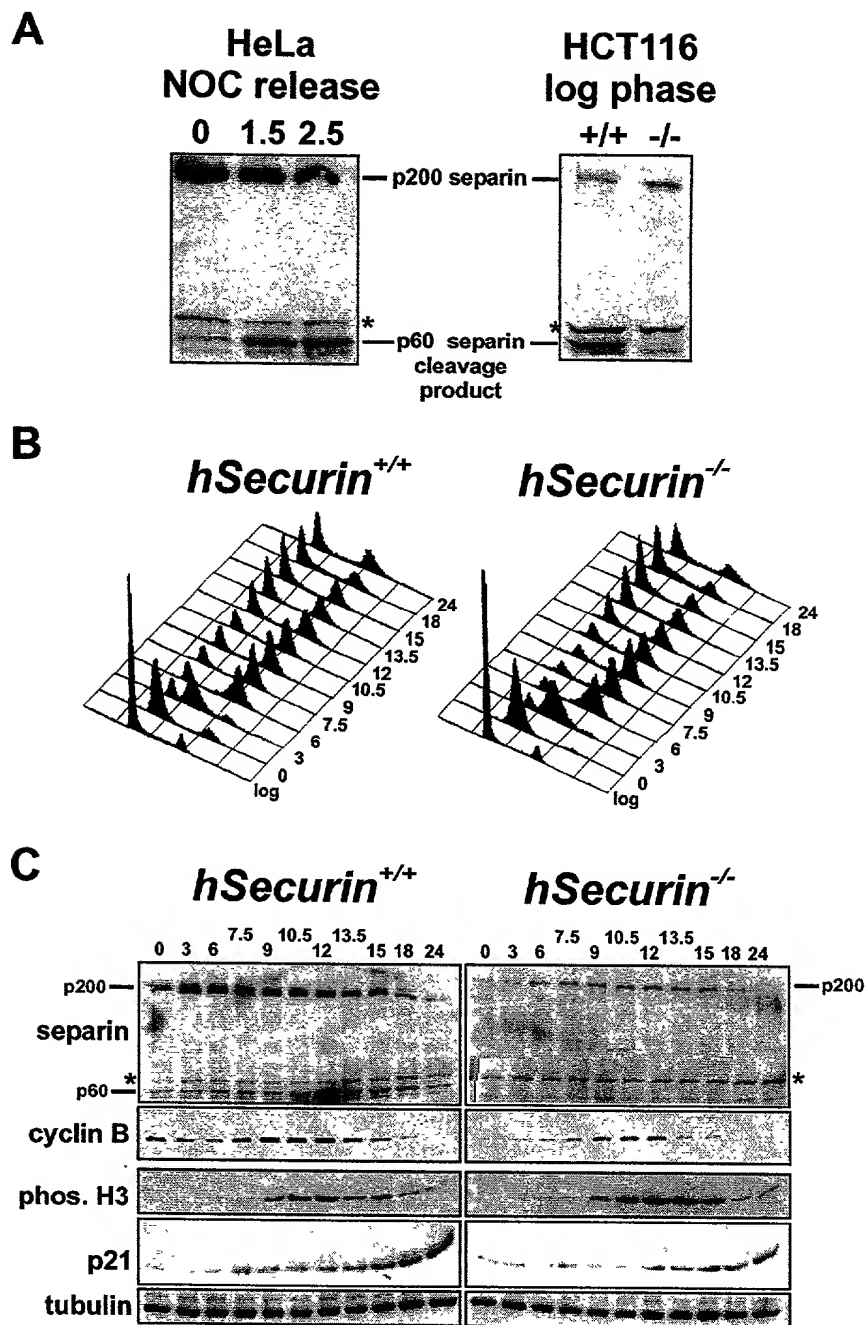 A
HeLa
NOC release
0 1.5 2.5
HCT116
log phase
+/+ -/-
p200 separin
*
*
p60 separin
cleavage
product
B
hSecurin+/+
hSecurin-/-
log 0 3 6 7.5 9 10.5 12 13.5 15 18 24
log 0 3 6 7.5 9 10.5 12 13.5 15 18 24
C
hSecurin+/+
hSecurin-/-
0 3 6 7.5 9 10.5 12 13.5 15 18 24
0 3 6 7.5 9 10.5 12 13.5 15 18 24
p200
p200
separin
*
*
p60
cyclin B
phos. H3
p21
tubulin